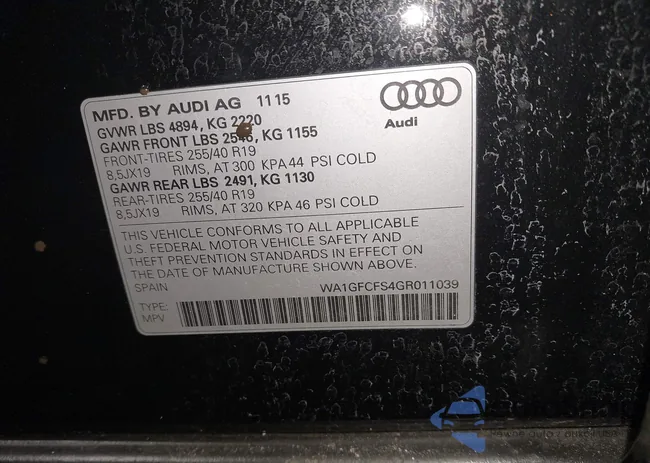 MFD. BY AUDI AG 11 15
GVWR LBS 4894, KG 2220
GAWR FRONT LBS 2546, KG 1155
FRONT-TIRES 255/40 R19
8,5JX19 RIMS, AT 300 KPA 44 PSI COLD
GAWR REAR LBS 2491, KG 1130
REAR-TIRES 255/40 R19
8,5JX19 RIMS, AT 320 KPA 46 PSI COLD
Audi
THIS VEHICLE CONFORMS TO ALL APPLICABLE
U.S. FEDERAL MOTOR VEHICLE SAFETY AND
THEFT PREVENTION STANDARDS IN EFFECT ON
THE DATE OF MANUFACTURE SHOWN ABOVE.
SPAIN WA1GFCFS4GR011039
TYPE:
MPV